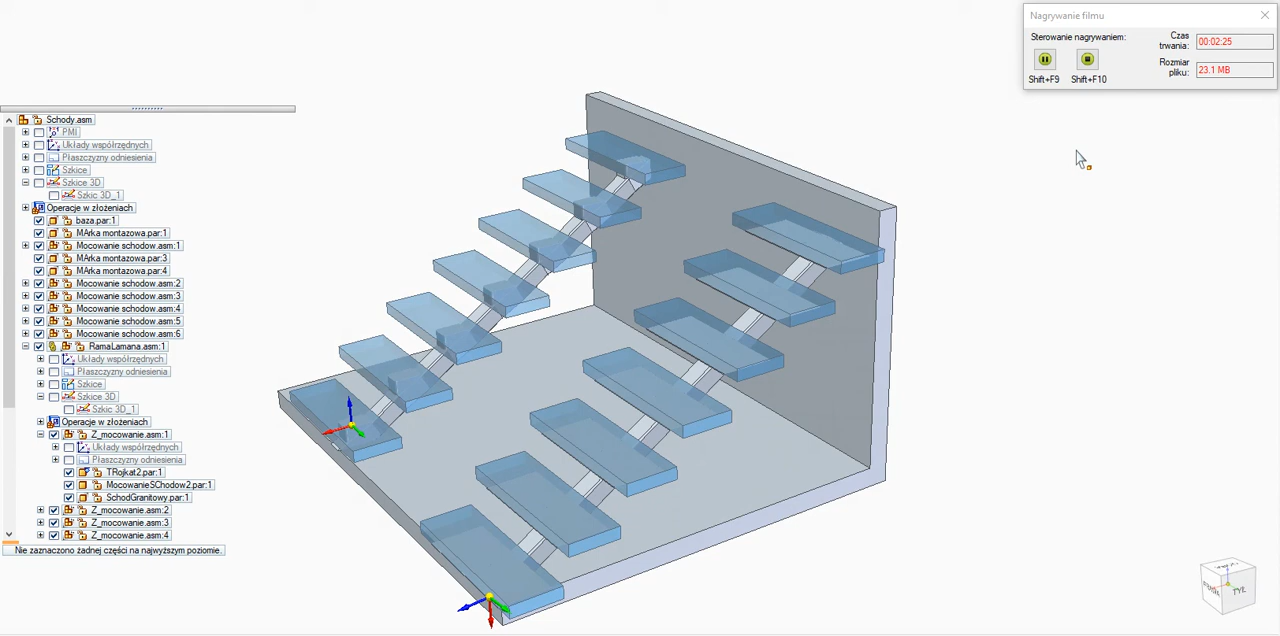 Nagrywanie filmu
Sterowanie nagrywaniem:
Czas trwania:
00:02:25
Rozmiar pliku:
23.1 MB
Shift+F9
Shift+F10
Schody.asm
PMI
Układy współrzędnych
Płaszczyzny odniesienia
Szkice
Szkice 3D
Szkic 3D_1
Operacje w złożeniach
baza.par:1
MArka montazowa.par:1
Mocowanie schodow.asm:1
MArka montazowa.par:3
MArka montazowa.par:4
Mocowanie schodow.asm:2
Mocowanie schodow.asm:3
Mocowanie schodow.asm:4
Mocowanie schodow.asm:5
Mocowanie schodow.asm:6
RamaLamana.asm:1
Układy współrzędnych
Płaszczyzny odniesienia
Szkice
Szkice 3D
Szkic 3D_1
Operacje w złożeniach
Z_mocowanie.asm:1
Układy współrzędnych
Płaszczyzny odniesienia
TRojkat2.par:1
MocowanieSChodow2.par:1
SchodGranitowy.par:1
Z_mocowanie.asm:2
Z_mocowanie.asm:3
Z_mocowanie.asm:4
Nie zaznaczono żadnej części na najwyższym poziomie.
TYŁ